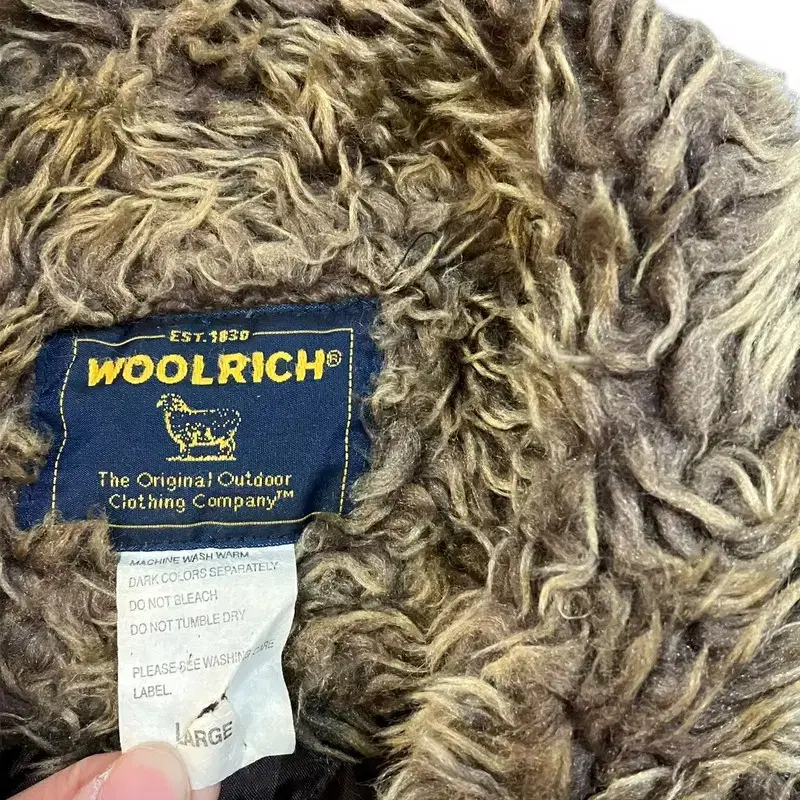 EST. 1830
WOOLRICH®
The Original Outdoor
Clothing Company™
MACHINE WASH WARM
DARK COLORS SEPARATELY
DO NOT BLEACH
DO NOT TUMBLE DRY
PLEASE SEE WASHING CARE
LABEL.
LARGE